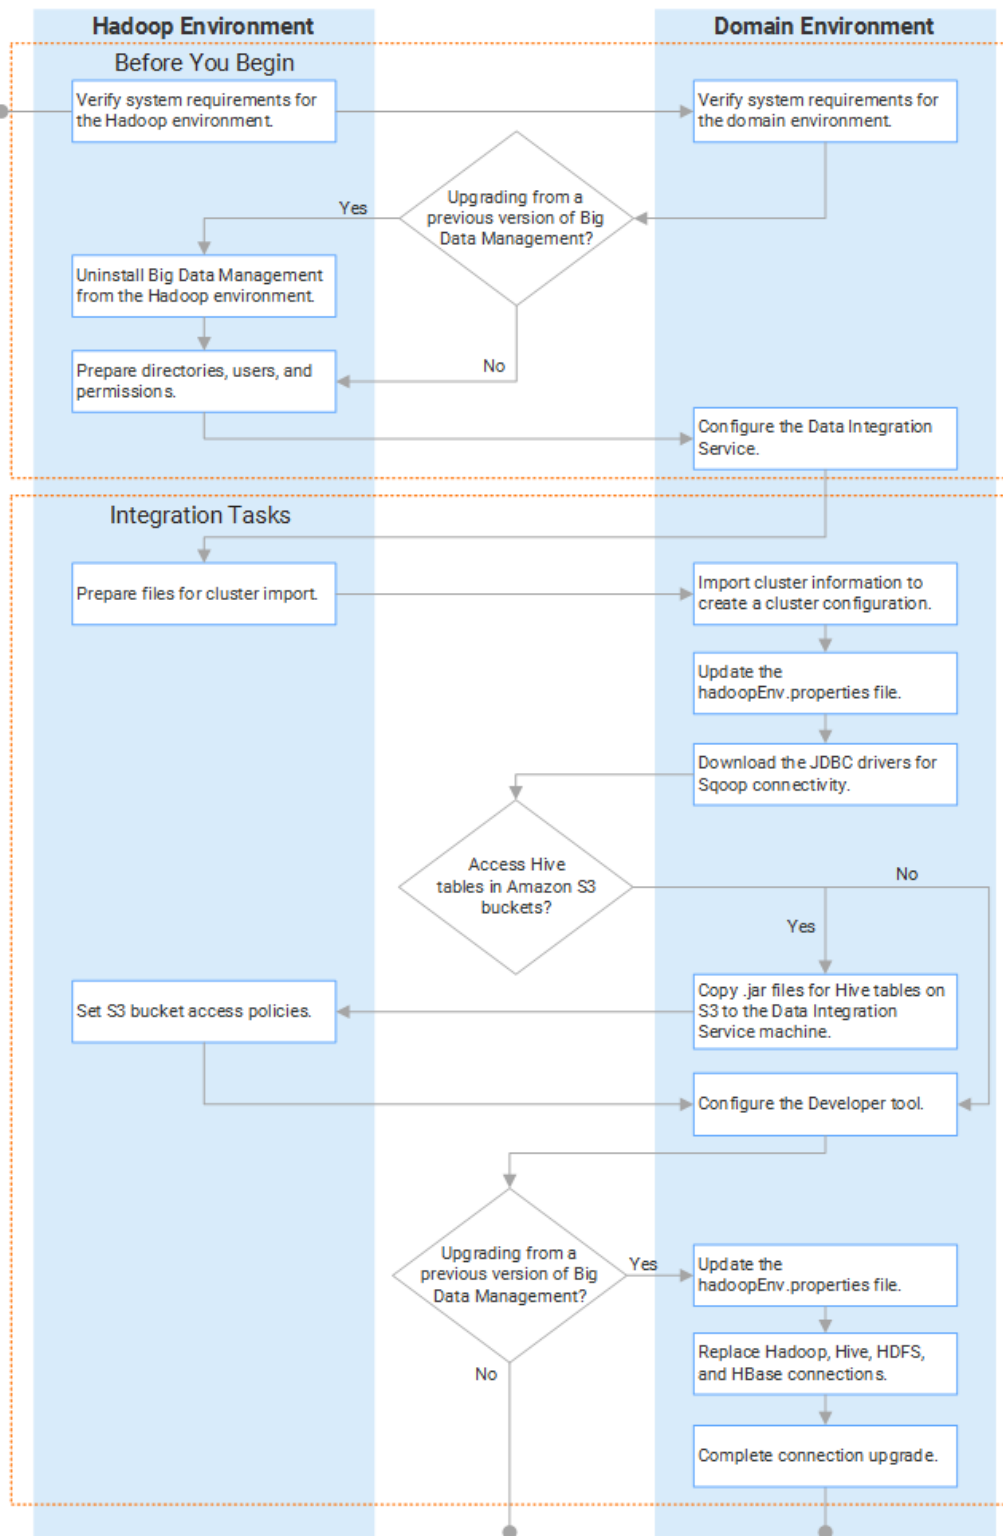 Hadoop Environment
Domain Environment
Before You Begin
Verify system requirements for
the Hadoop environment.
Verify system requirements for
the domain environment.
Upgrading from a
previous version of Big
Data Management?
Yes
Uninstall Big Data Management
from the Hadoop environment.
No
Prepare directories, users, and
permissions.
Configure the Data Integration
Service.
Integration Tasks
Prepare files for cluster import.
Import cluster information to
create a cluster configuration.
Update the
hadoopEnv.properties file.
Download the JDBC drivers for
Sqoop connectivity.
Access Hive
tables in Amazon S3
buckets?
No
Yes
Copy .jar files for Hive tables on
S3 to the Data Integration
Service machine.
Set S3 bucket access policies.
Configure the Developer tool.
Upgrading from a
previous version of Big
Data Management?
Yes
Update the
hadoopEnv.properties file.
Replace Hadoop, Hive, HDFS,
and HBase connections.
No
Complete connection upgrade.